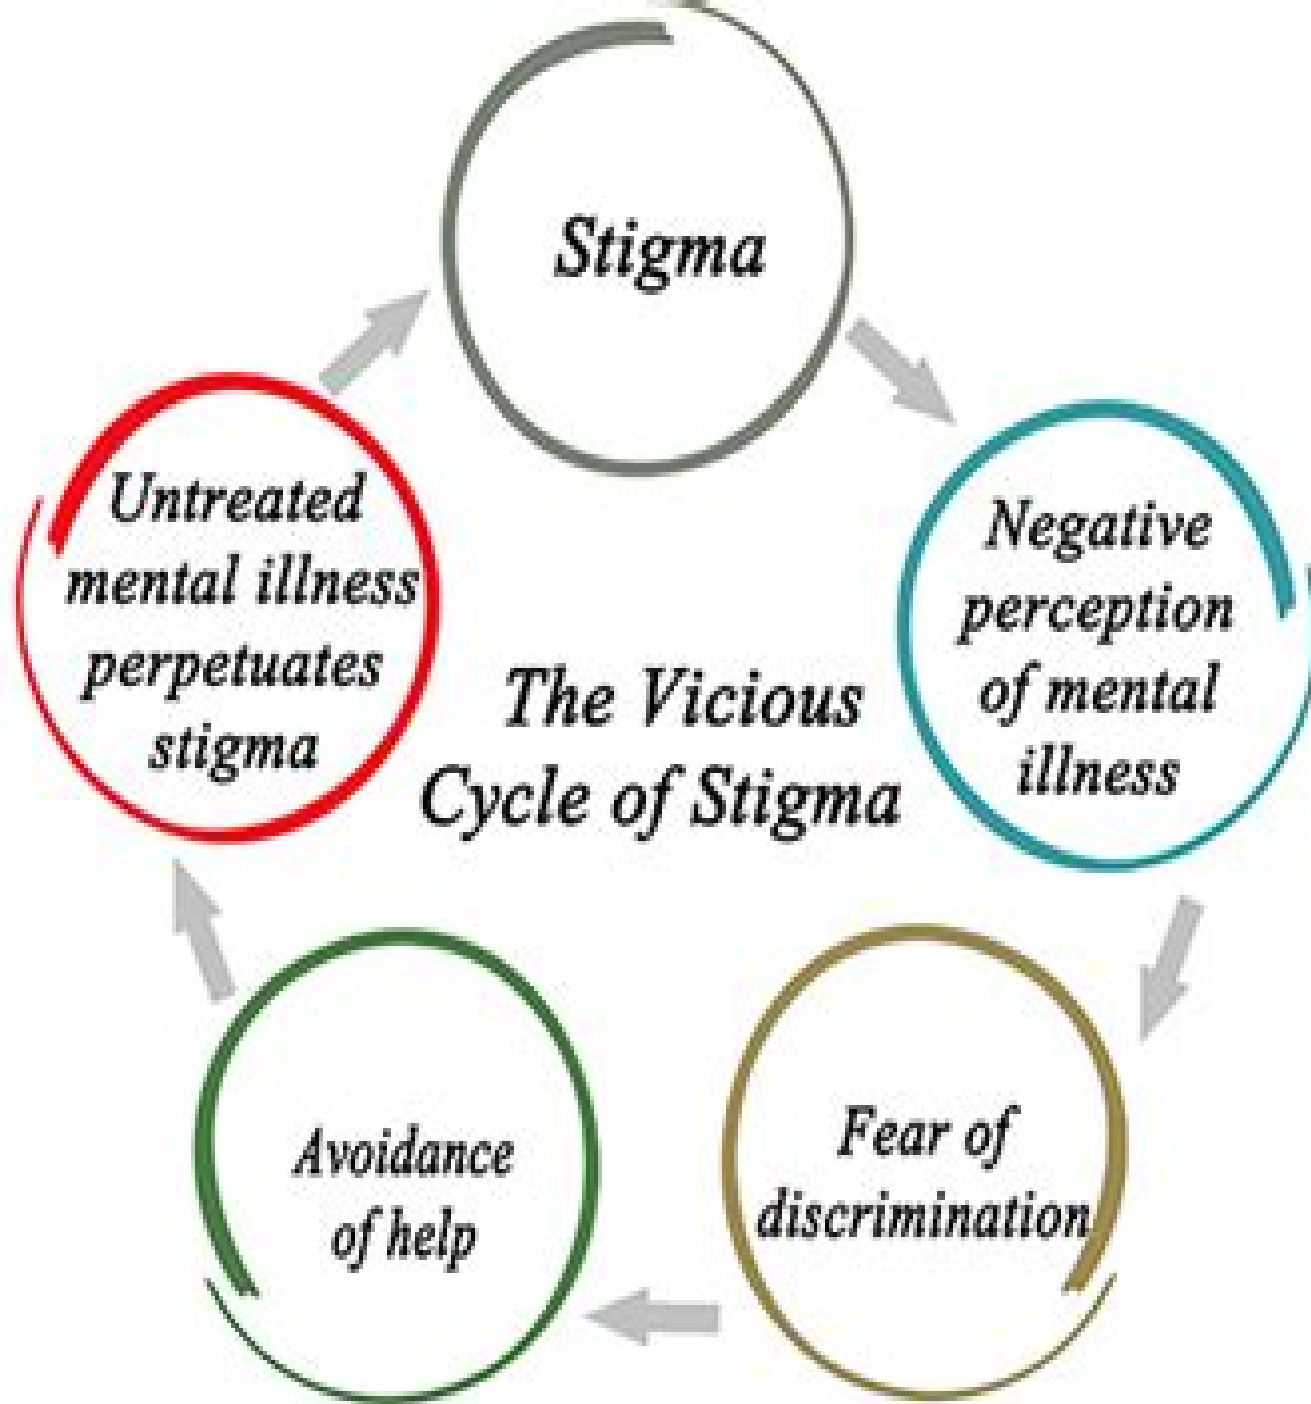 Stigma
Negative
perception
of mental
illness
Fear of
discrimination
Avoidance
of help
Untreated
mental illness
perpetuates
stigma
The Vicious
Cycle of Stigma